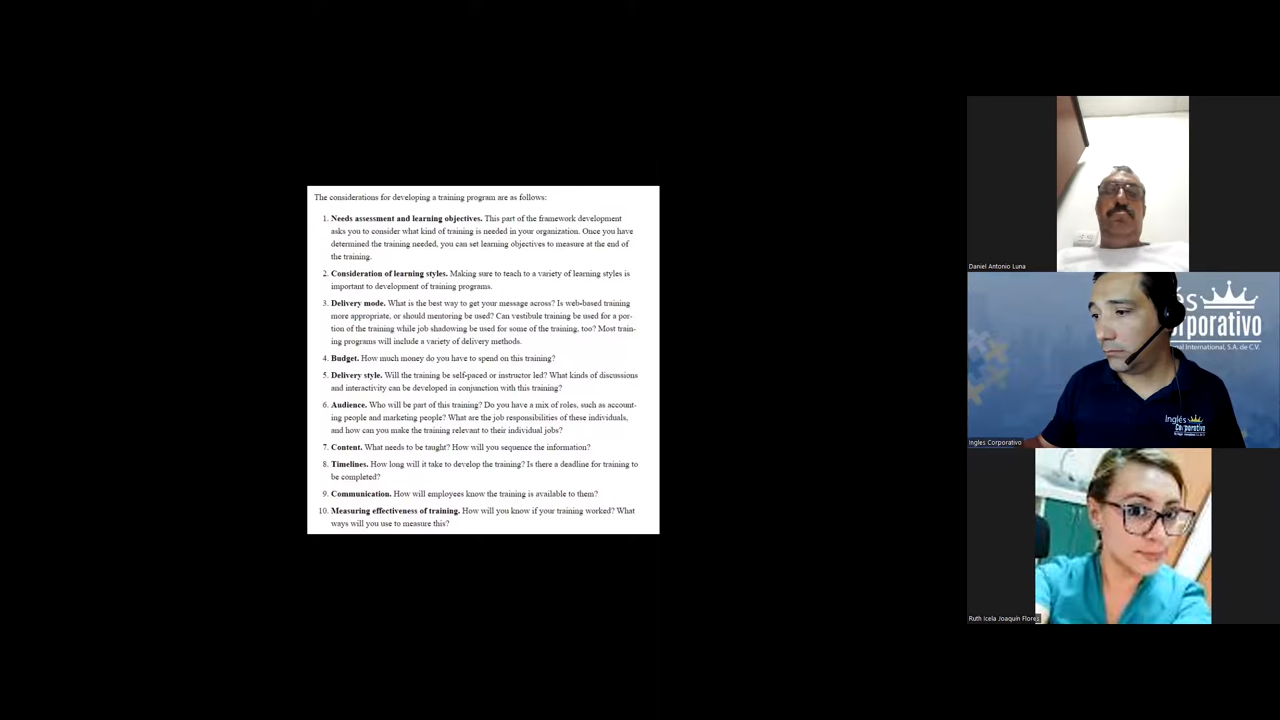 The considerations for developing a training program are as follows:
1. Needs assessment and learning objectives. This part of the framework development
asks you to consider what kind of training is needed in your organization. Once you have
determined the training needed, you can set learning objectives to measure at the end of
the training.
2. Consideration of learning styles. Making sure to teach to a variety of learning styles is
important to development of training programs.
3. Delivery mode. What is the best way to get your message across? Is web-based training
more appropriate, or should mentoring be used? Can vestibule training be used for a por-
tion of the training while job shadowing be used for some of the training, too? Most train-
ing programs will include a variety of delivery methods.
4. Budget. How much money do you have to spend on this training?
5. Delivery style. Will the training be self-paced or instructor led? What kinds of discussions
and interactivity can be developed in conjunction with this training?
6. Audience. Who will be part of this training? Do you have a mix of roles, such as account-
ing people and marketing people? What are the job responsibilities of these individuals,
and how can you make the training relevant to their individual jobs?
7. Content. What needs to be taught? How will you sequence the information?
8. Timelines. How long will it take to develop the training? Is there a deadline for training to
be completed?
9. Communication. How will employees know the training is available to them?
10. Measuring effectiveness of training. How will you know if your training worked? What
ways will you use to measure this?
Daniel Antonio Luna
és
rporativo
nal International, S.A. de C.V.
Inglés
Corporativo
Ingles Corporativo
Ruth Icela Joaquin Flores